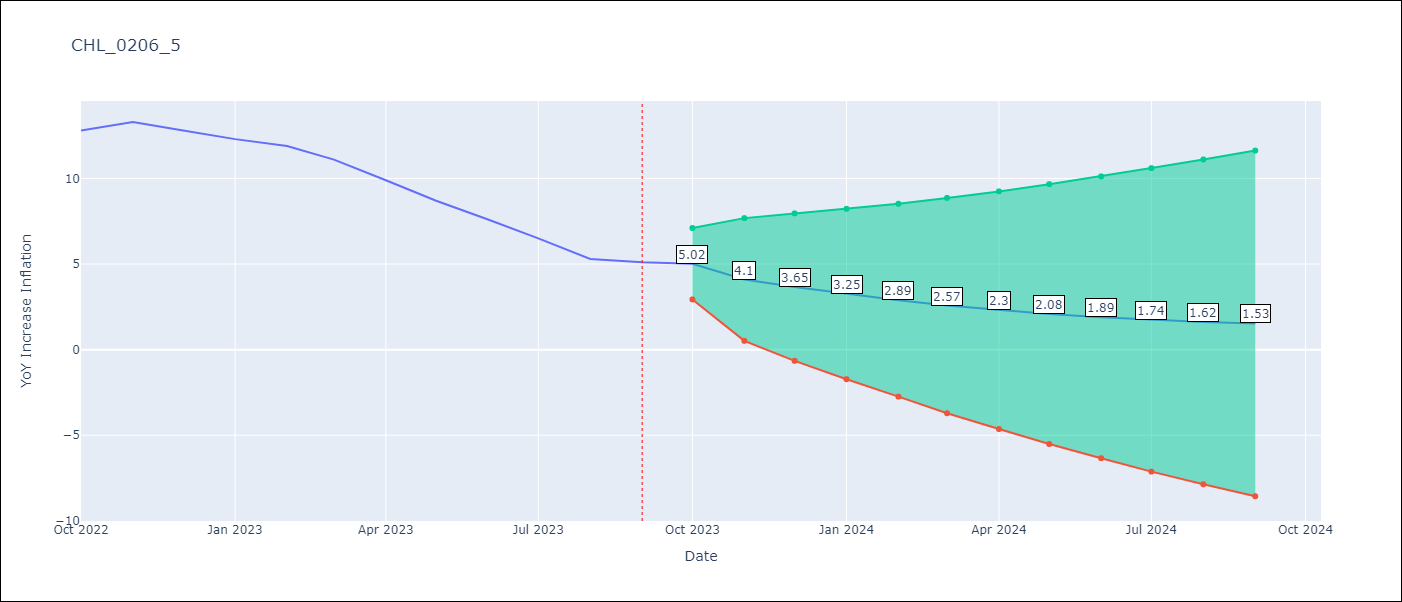 CHL_0206_5
YoY Increase Inflation
10
5
0
−5
−10
5.02
4.1
3.65
3.25
2.89
2.57
2.3
2.08
1.89
1.74
1.62
1.53
Oct 2022
Jan 2023
Apr 2023
Jul 2023
Oct 2023
Jan 2024
Apr 2024
Jul 2024
Oct 2024
Date